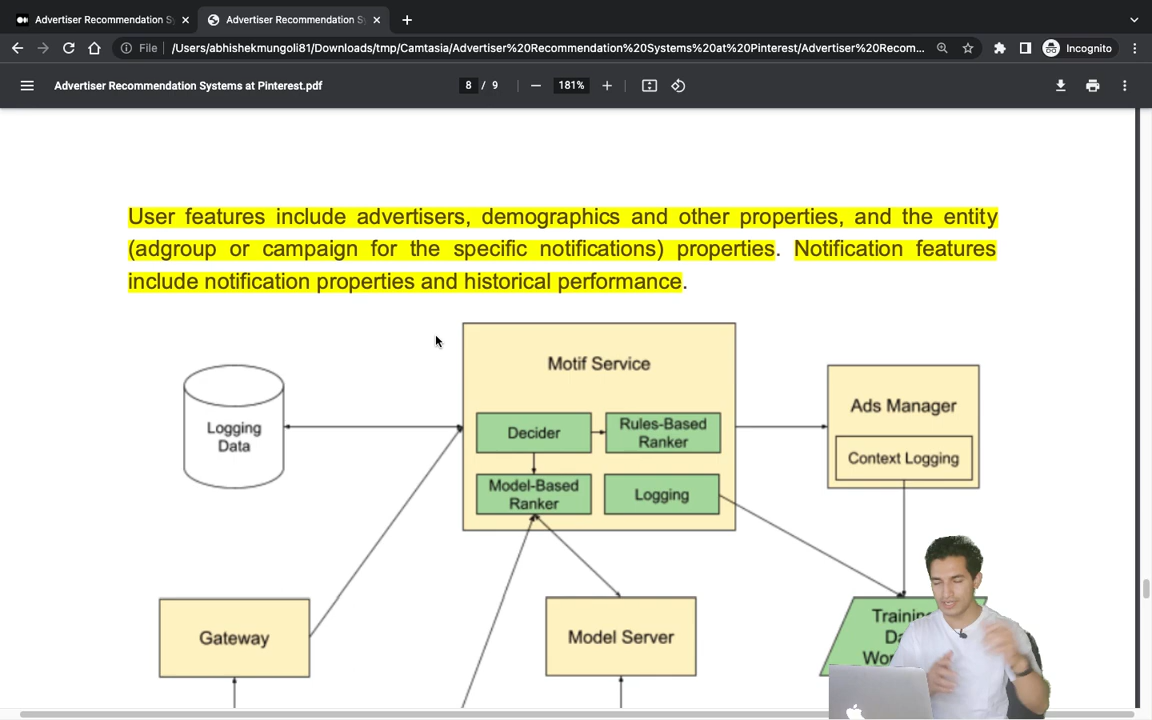 Advertiser Recommendation S
Advertiser Recommendation S
File
/Users/abhishekmungoli81/Downloads/tmp/Camtasia/Advertiser%20Recommendation%20Systems%20at%20Pinterest/Advertiser%20Recom...
Incognito
Advertiser Recommendation Systems at Pinterest.pdf
8 / 9
181%
User features include advertisers, demographics and other properties, and the entity
(adgroup or campaign for the specific notifications) properties. Notification features
include notification properties and historical performance.
Motif Service
Decider
Rules-Based
Ranker
Model-Based
Ranker
Logging
Logging
Data
Ads Manager
Context Logging
Gateway
Model Server